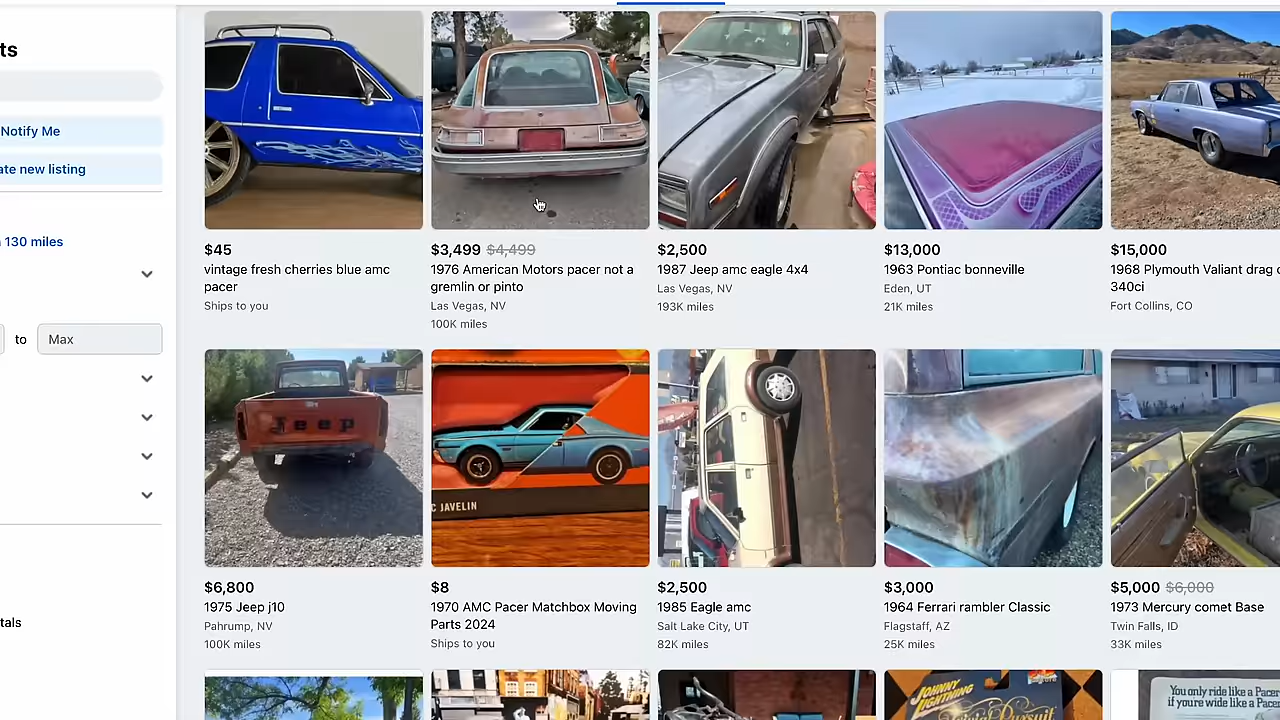 ts
Notify Me
ate new listing
130 miles
to
Max
tals
$45
vintage fresh cherries blue amc
pacer
Ships to you
$3,499 $4,499
1976 American Motors pacer not a
gremlin or pinto
Las Vegas, NV
100K miles
$2,500
1987 Jeep amc eagle 4x4
Las Vegas, NV
193K miles
$13,000
1963 Pontiac bonneville
Eden, UT
21K miles
$15,000
1968 Plymouth Valiant drag c
340ci
Fort Collins, CO
Jeep
$6,800
1975 Jeep j10
Pahrump, NV
100K miles
C JAVELIN
$8
1970 AMC Pacer Matchbox Moving
Parts 2024
Ships to you
$2,500
1985 Eagle amc
Salt Lake City, UT
82K miles
$3,000
1964 Ferrari rambler Classic
Flagstaff, AZ
25K miles
$5,000 $6,000
1973 Mercury comet Base
Twin Falls, ID
33K miles
JOHNNY
LIGHTNING
Trivial Pursuit
You only ride like a Pacer
if you're wide like a Pace